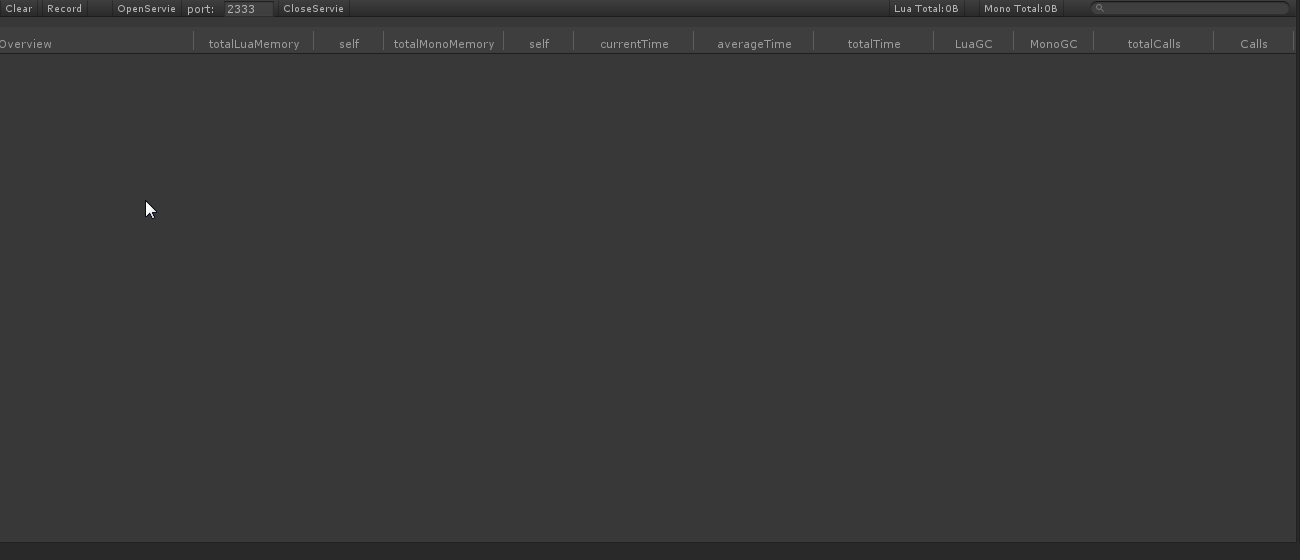 Clear Record OpenServie port: 2333 CloseServie Lua Total:0B Mono Total:0B
Overview totalLuaMemory self totalMonoMemory self currentTime averageTime totalTime LuaGC MonoGC totalCalls Calls